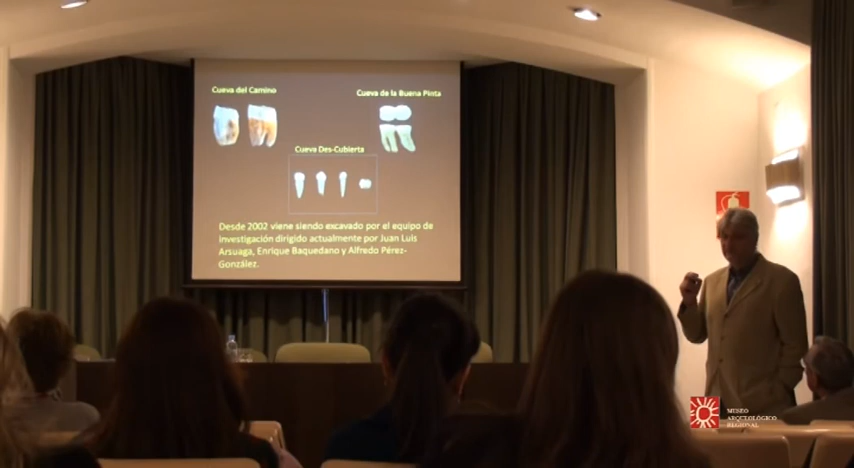 Cueva del Camino
Cueva de la Buena Pinta
Cueva Des-Cubierta
Desde 2002 viene siendo excavado por el equipo de
investigación dirigido actualmente por Juan Luis
Arsuaga, Enrique Baquedano y Alfredo Pérez-
González.
MUSEO
ARQUEOLÓGICO
REGIONAL